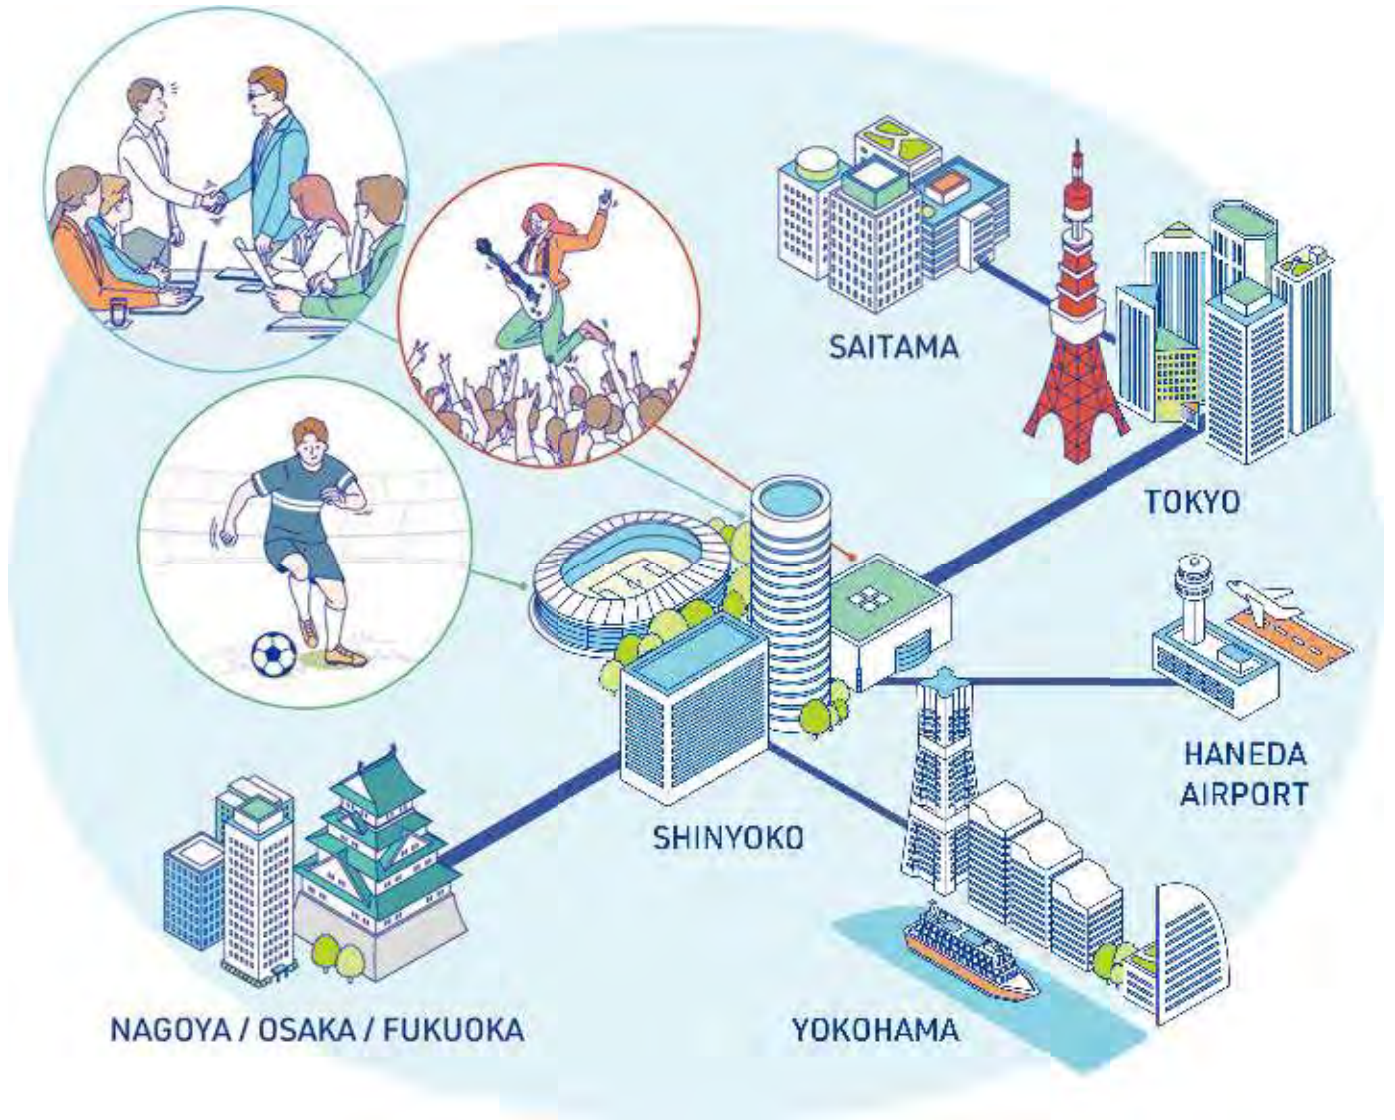 SAITAMA
TOKYO
HANEDA
AIRPORT
SHINYOKO
NAGOYA / OSAKA / FUKUOKA
YOKOHAMA